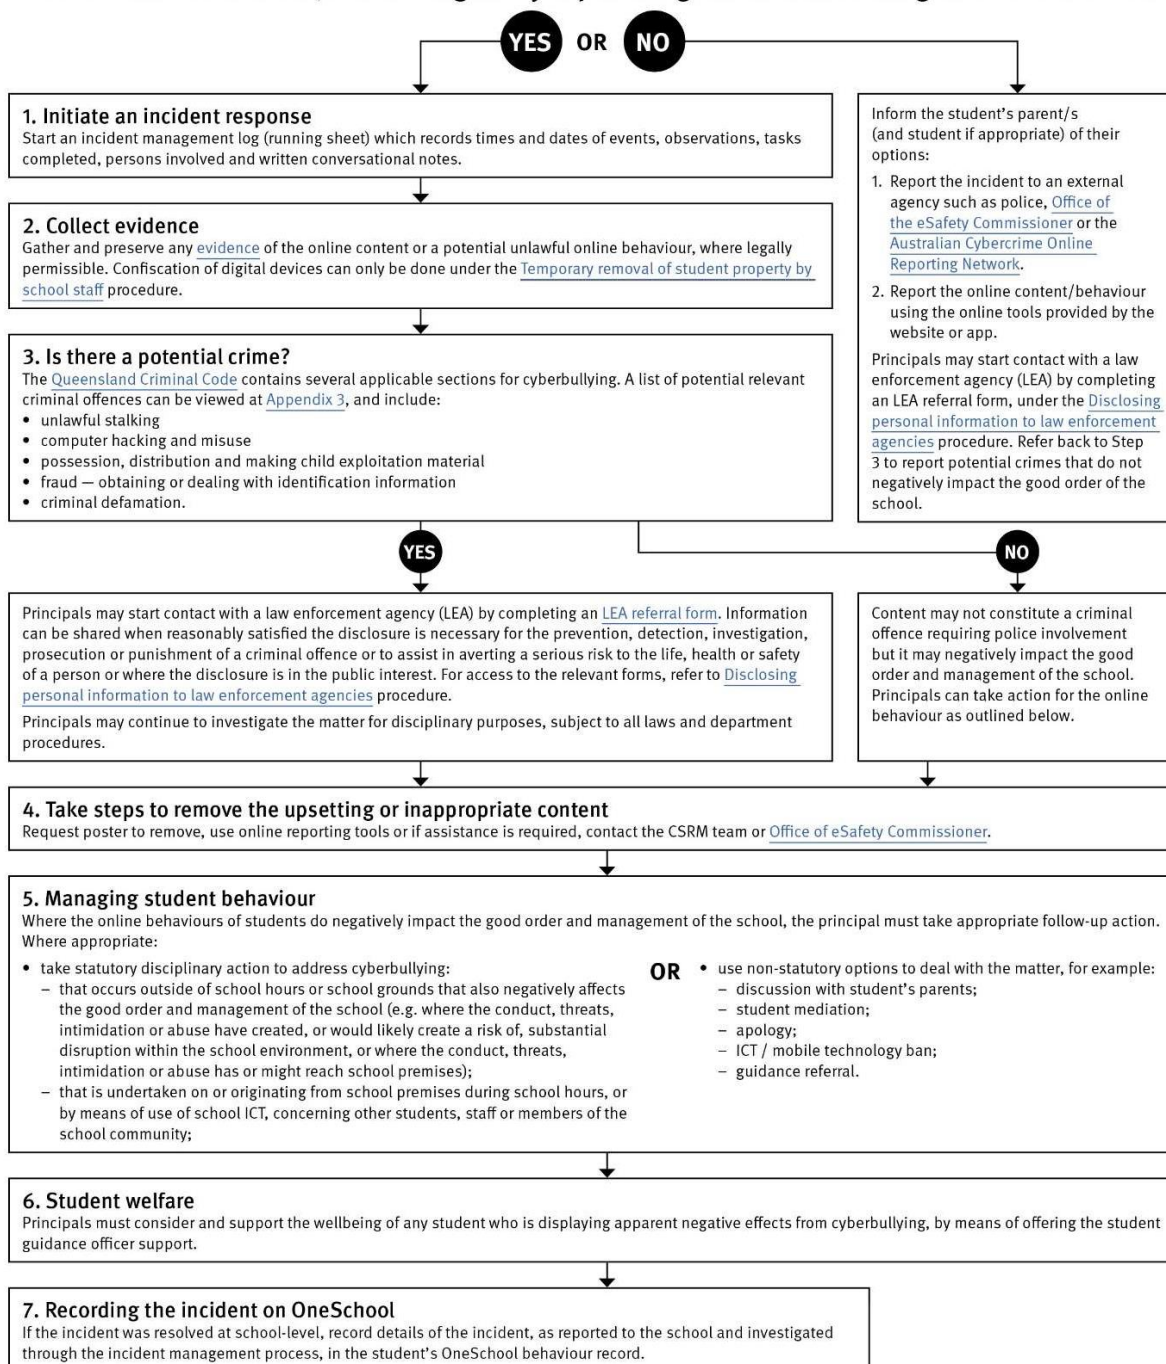 YES OR NO
1. Initiate an incident response
Start an incident management log (running sheet) which records times and dates of events, observations, tasks
completed, persons involved and written conversational notes.
2. Collect evidence
Gather and preserve any evidence of the online content or a potential unlawful online behaviour, where legally
permissible. Confiscation of digital devices can only be done under the Temporary removal of student property by
school staff procedure.
3. Is there a potential crime?
The Queensland Criminal Code contains several applicable sections for cyberbullying. A list of potential relevant
criminal offences can be viewed at Appendix 3, and include:
• unlawful stalking
• computer hacking and misuse
• possession, distribution and making child exploitation material
• fraud — obtaining or dealing with identification information
• criminal defamation.
Inform the student's parent/s
(and student if appropriate) of their
options:
1. Report the incident to an external
agency such as police, Office of
the eSafety Commissioner or the
Australian Cybercrime Online
Reporting Network.
2. Report the online content/behaviour
using the online tools provided by the
website or app.
Principals may start contact with a law
enforcement agency (LEA) by completing
an LEA referral form, under the Disclosing
personal information to law enforcement
agencies procedure. Refer back to Step
3 to report potential crimes that do not
negatively impact the good order of the
school.
YES
NO
Principals may start contact with a law enforcement agency (LEA) by completing an LEA referral form. Information
can be shared when reasonably satisfied the disclosure is necessary for the prevention, detection, investigation,
prosecution or punishment of a criminal offence or to assist in averting a serious risk to the life, health or safety
of a person or where the disclosure is in the public interest. For access to the relevant forms, refer to Disclosing
personal information to law enforcement agencies procedure.
Principals may continue to investigate the matter for disciplinary purposes, subject to all laws and department
procedures.
Content may not constitute a criminal
offence requiring police involvement
but it may negatively impact the good
order and management of the school.
Principals can take action for the online
behaviour as outlined below.
4. Take steps to remove the upsetting or inappropriate content
Request poster to remove, use online reporting tools or if assistance is required, contact the CSRM team or Office of eSafety Commissioner.
5. Managing student behaviour
Where the online behaviours of students do negatively impact the good order and management of the school, the principal must take appropriate follow-up action.
Where appropriate:
• take statutory disciplinary action to address cyberbullying:
– that occurs outside of school hours or school grounds that also negatively affects
the good order and management of the school (e.g. where the conduct, threats,
intimidation or abuse have created, or would likely create a risk of, substantial
disruption within the school environment, or where the conduct, threats,
intimidation or abuse has or might reach school premises);
– that is undertaken on or originating from school premises during school hours, or
by means of use of school ICT, concerning other students, staff or members of the
school community;
OR
• use non-statutory options to deal with the matter, for example:
– discussion with student's parents;
– student mediation;
– apology;
– ICT / mobile technology ban;
– guidance referral.
6. Student welfare
Principals must consider and support the wellbeing of any student who is displaying apparent negative effects from cyberbullying, by means of offering the student
guidance officer support.
7. Recording the incident on OneSchool
If the incident was resolved at school-level, record details of the incident, as reported to the school and investigated
through the incident management process, in the student's OneSchool behaviour record.